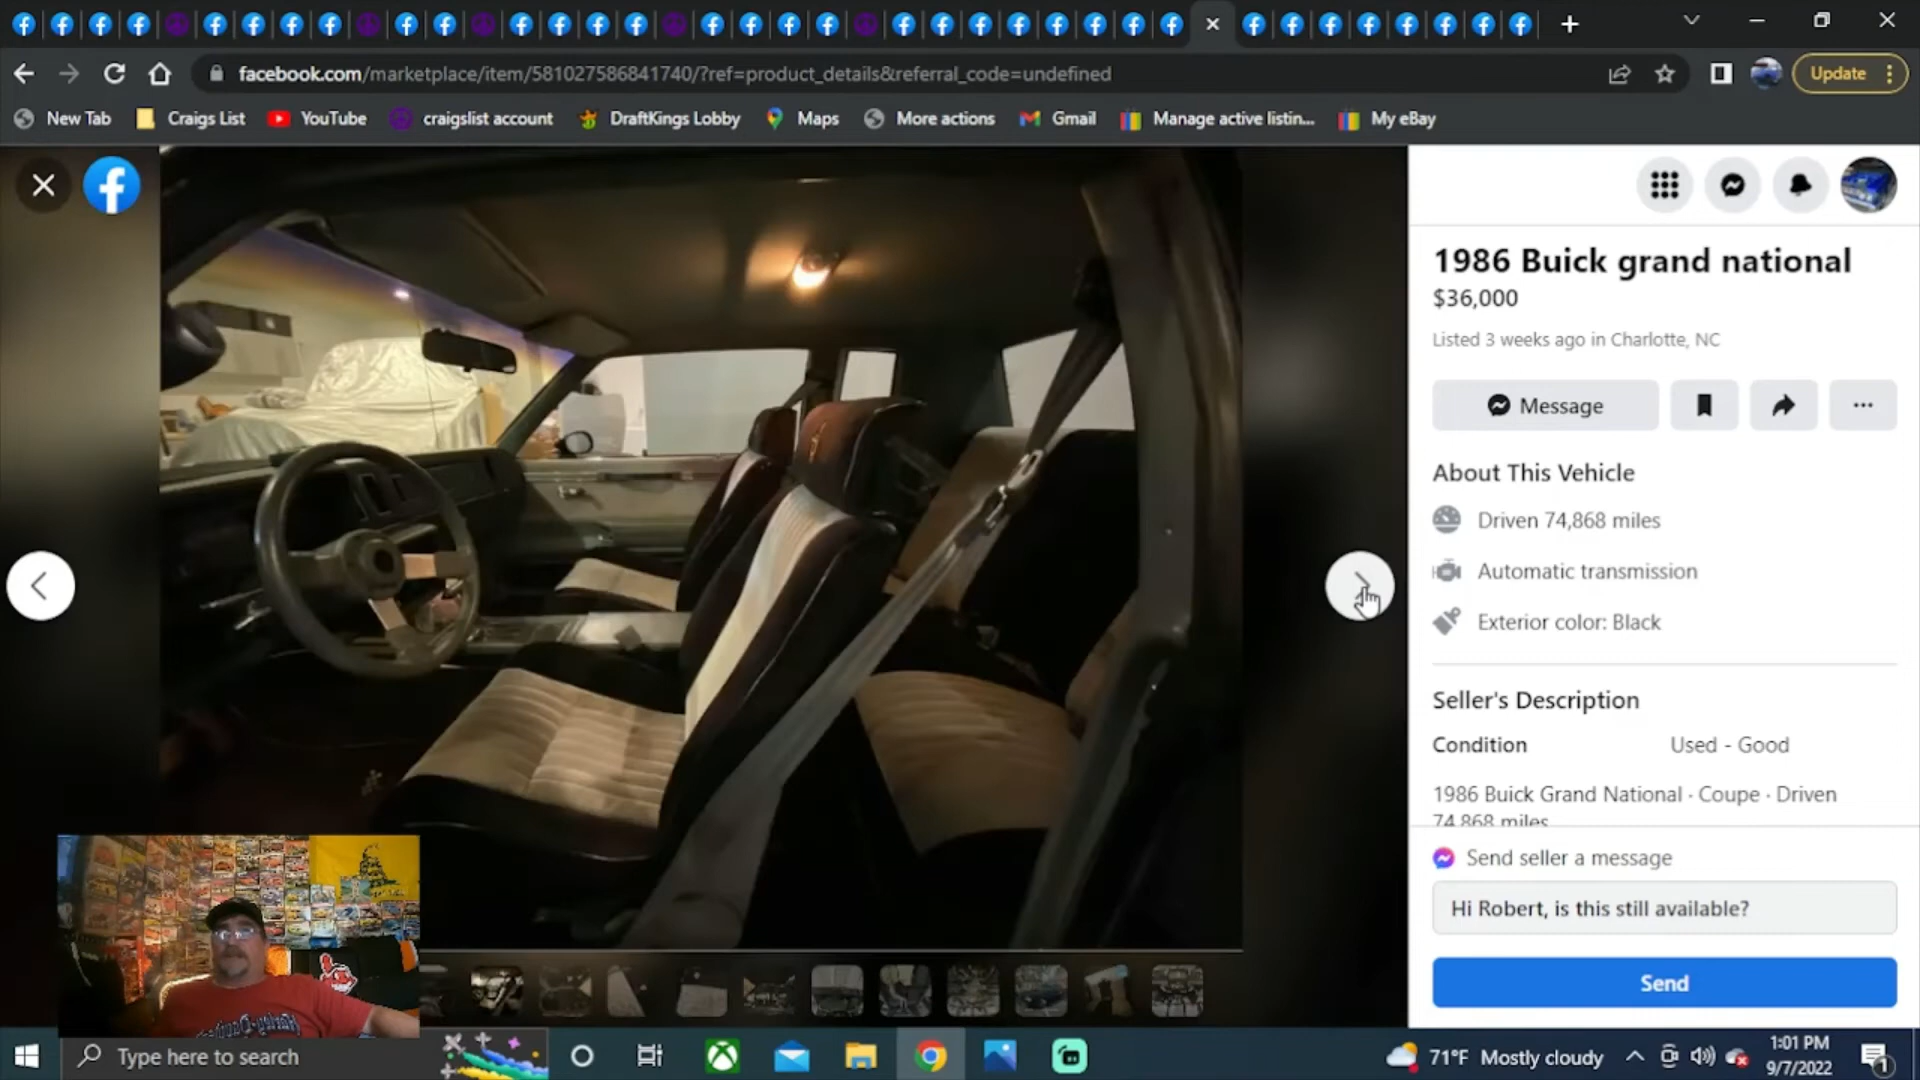 facebook.com/marketplace/item/581027586841740/?ref=product_details&referral_code=undefined
Update
New Tab
Craigs List
YouTube
craigslist account
DraftKings Lobby
Maps
More actions
Gmail
Manage active listin...
My eBay
1986 Buick grand national
$36,000
Listed 3 weeks ago in Charlotte, NC
Message
About This Vehicle
Driven 74,868 miles
Automatic transmission
Exterior color: Black
Seller's Description
Condition Used - Good
1986 Buick Grand National · Coupe · Driven
74,868 miles
Send seller a message
Hi Robert, is this still available?
Send
Type here to search
71°F Mostly cloudy
1:01 PM
9/7/2022
1